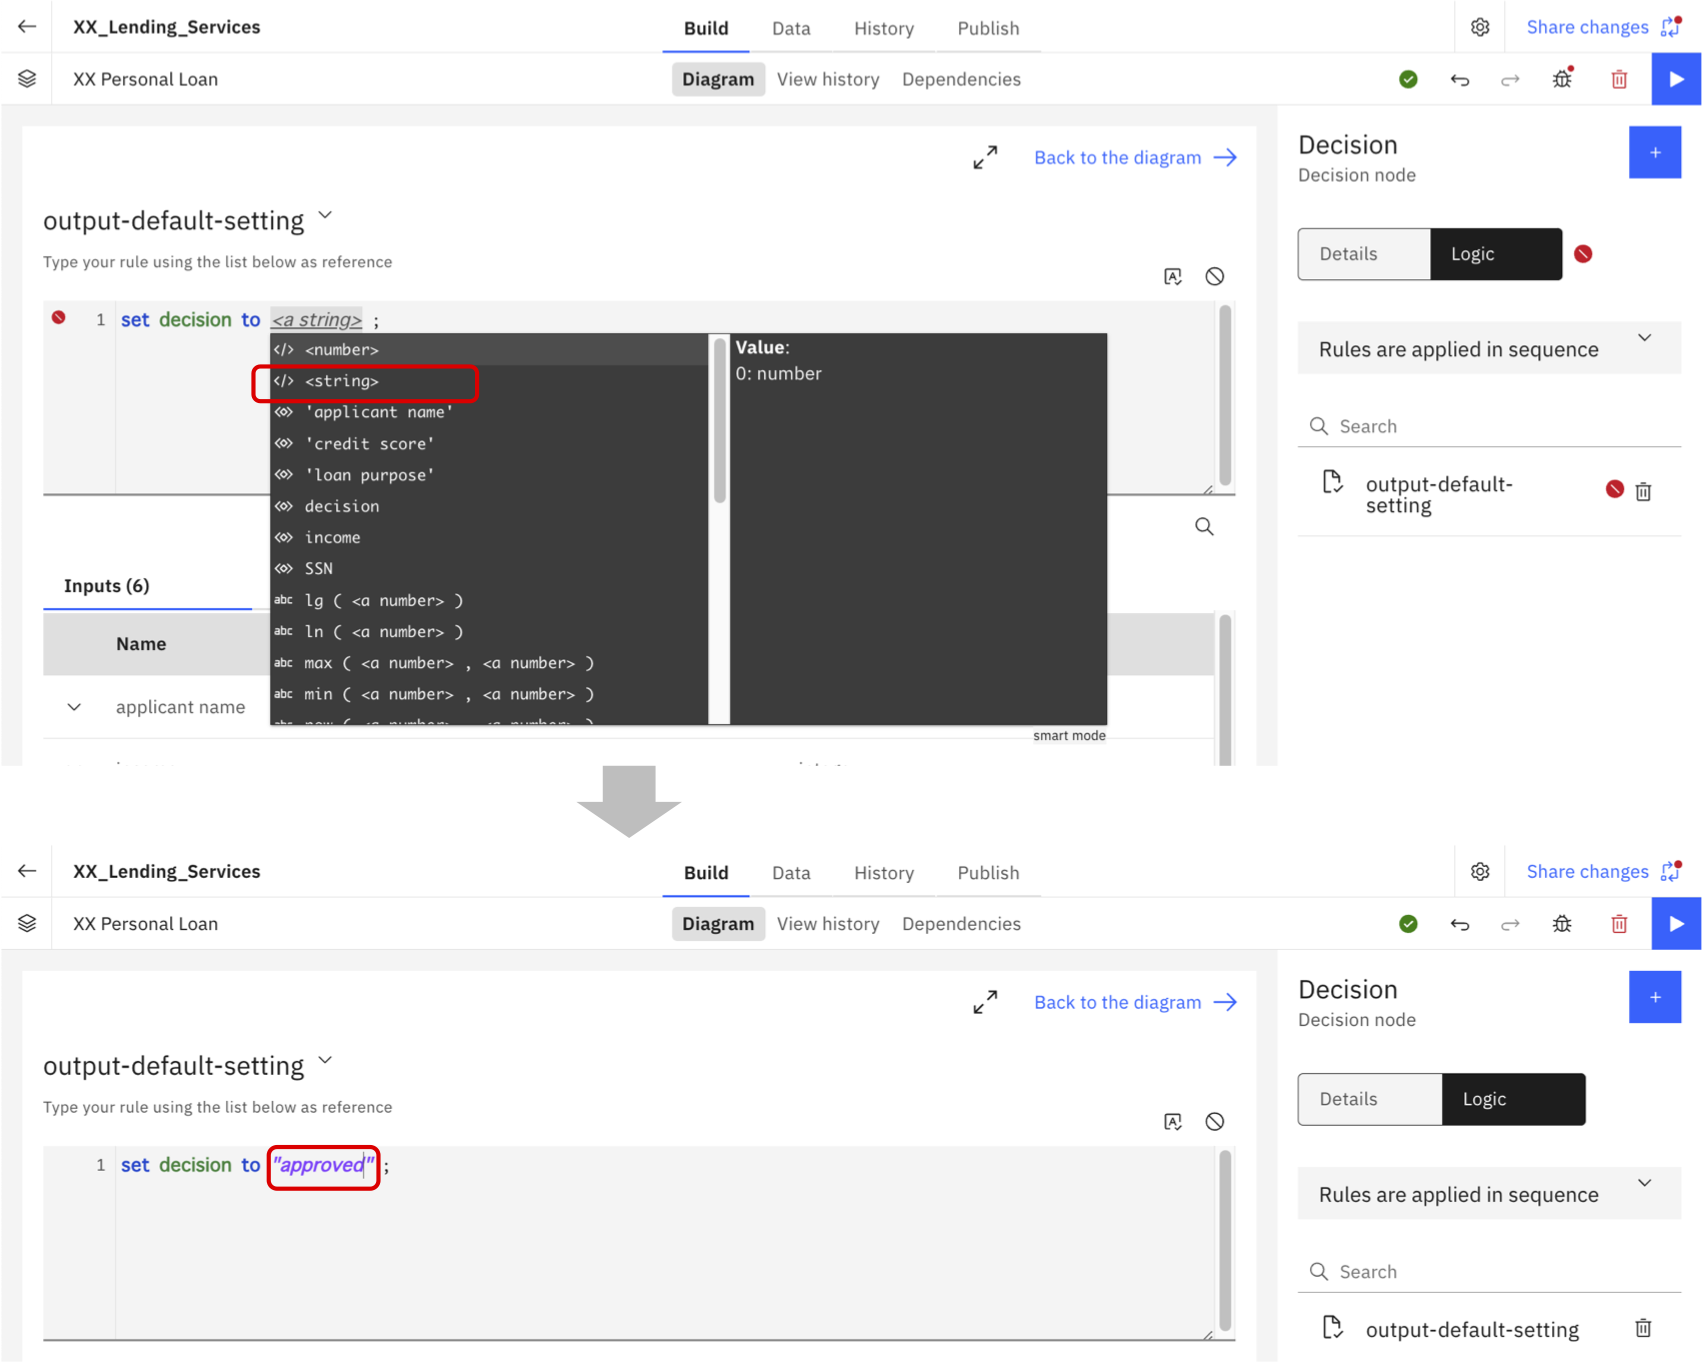 XX_Lending_Services
Build Data History Publish
Share changes
XX Personal Loan
Diagram View history Dependencies
Back to the diagram
output-default-setting
Type your rule using the list below as reference
1 set decision to <a string> ;
</> <number>
</> <string>
'applicant name'
'credit score'
'loan purpose'
decision
income
SSN
abc lg ( <a number> )
abc ln ( <a number> )
abc max ( <a number> , <a number> )
abc min ( <a number> , <a number> )
Value:
0: number
smart mode
Inputs (6)
Name
applicant name
Decision
Decision node
Details Logic
Rules are applied in sequence
Search
output-default-
setting
XX_Lending_Services
Build Data History Publish
Share changes
XX Personal Loan
Diagram View history Dependencies
Back to the diagram
output-default-setting
Type your rule using the list below as reference
1 set decision to "approved" ;
Decision
Decision node
Details Logic
Rules are applied in sequence
Search
output-default-setting